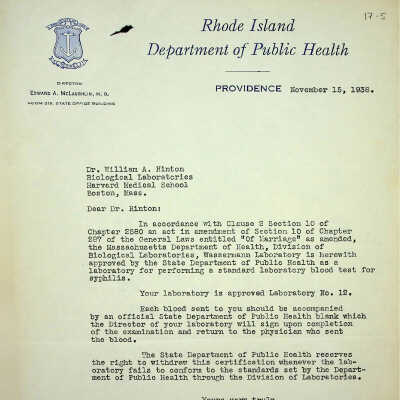 17-5
Rhode Island
Department of Public Health
DIRECTOR
EDWARD A. McLAUGHLIN, M. D.
ROOM 318, STATE OFFICE BUILDING
PROVIDENCE November 15, 1938.
Dr. William A. Hinton
Biological Laboratories
Harvard Medical School
Boston, Mass.
Dear Dr. Hinton:
In accordance with Clause 2 Section 10 of
Chapter 2580 an act in amendment of Section 10 of Chapter
287 of the General Laws entitled "Of Marriage" as amended,
the Massachusetts Department of Health, Division of
Biological Laboratories, Wassermann Laboratory is herewith
approved by the State Department of Public Health as a
laboratory for performing a standard laboratory blood test for
syphilis.
Your laboratory is approved Laboratory No. 12.
Each blood sent to you should be accompanied
by an official State Department of Public Health blank which
the Director of your laboratory will sign upon completion
of the examination and return to the physician who sent
the blood.
The State Department of Public Health reserves
the right to withdraw this certification whenever the lab-
oratory fails to conform to the standards set by the Depart-
ment of Public Health through the Division of Laboratories.
Yours very truly,